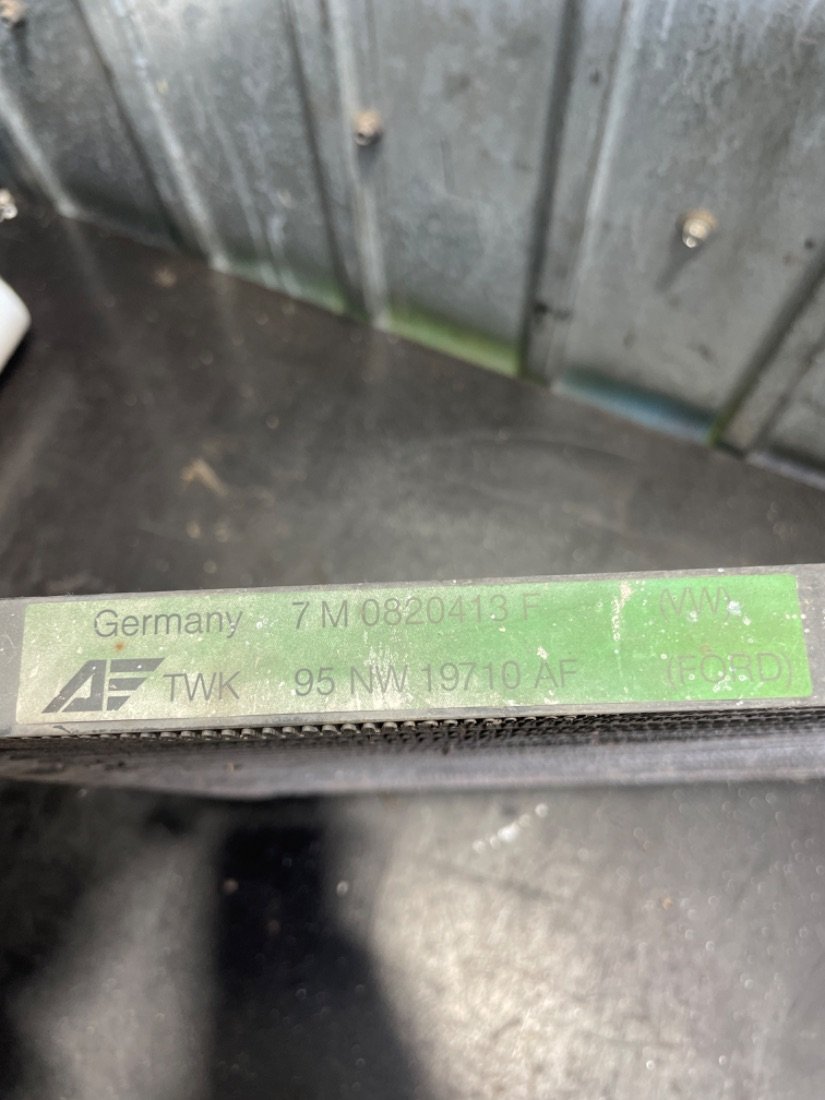 Germany 7 M 0820413 F (VW)
AE TWK 95 NW 19710 AF (FORD)